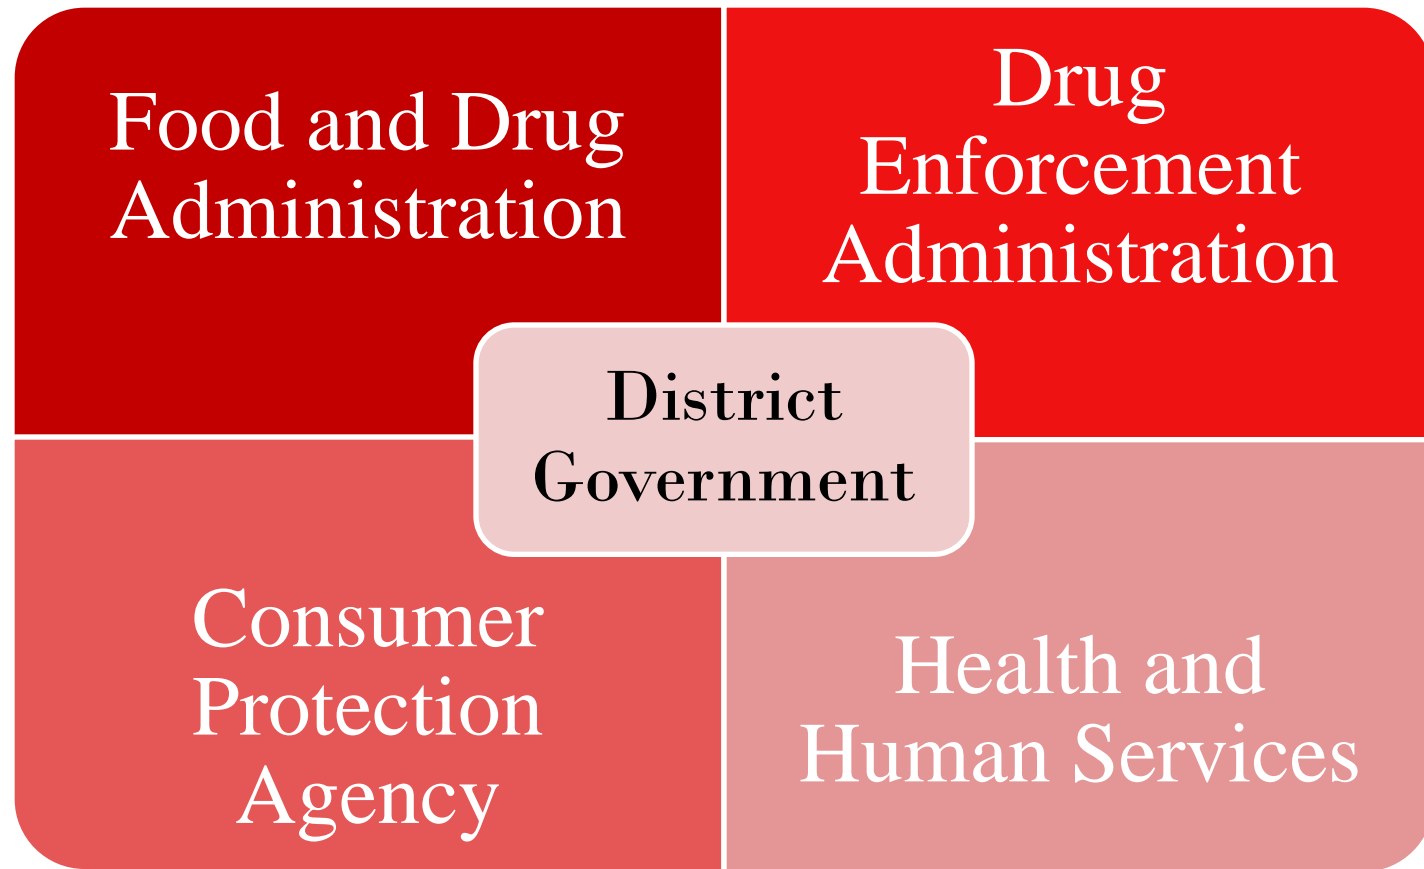 Food and Drug
Administration
Drug
Enforcement
Administration
District
Government
Consumer
Protection
Agency
Health and
Human Services